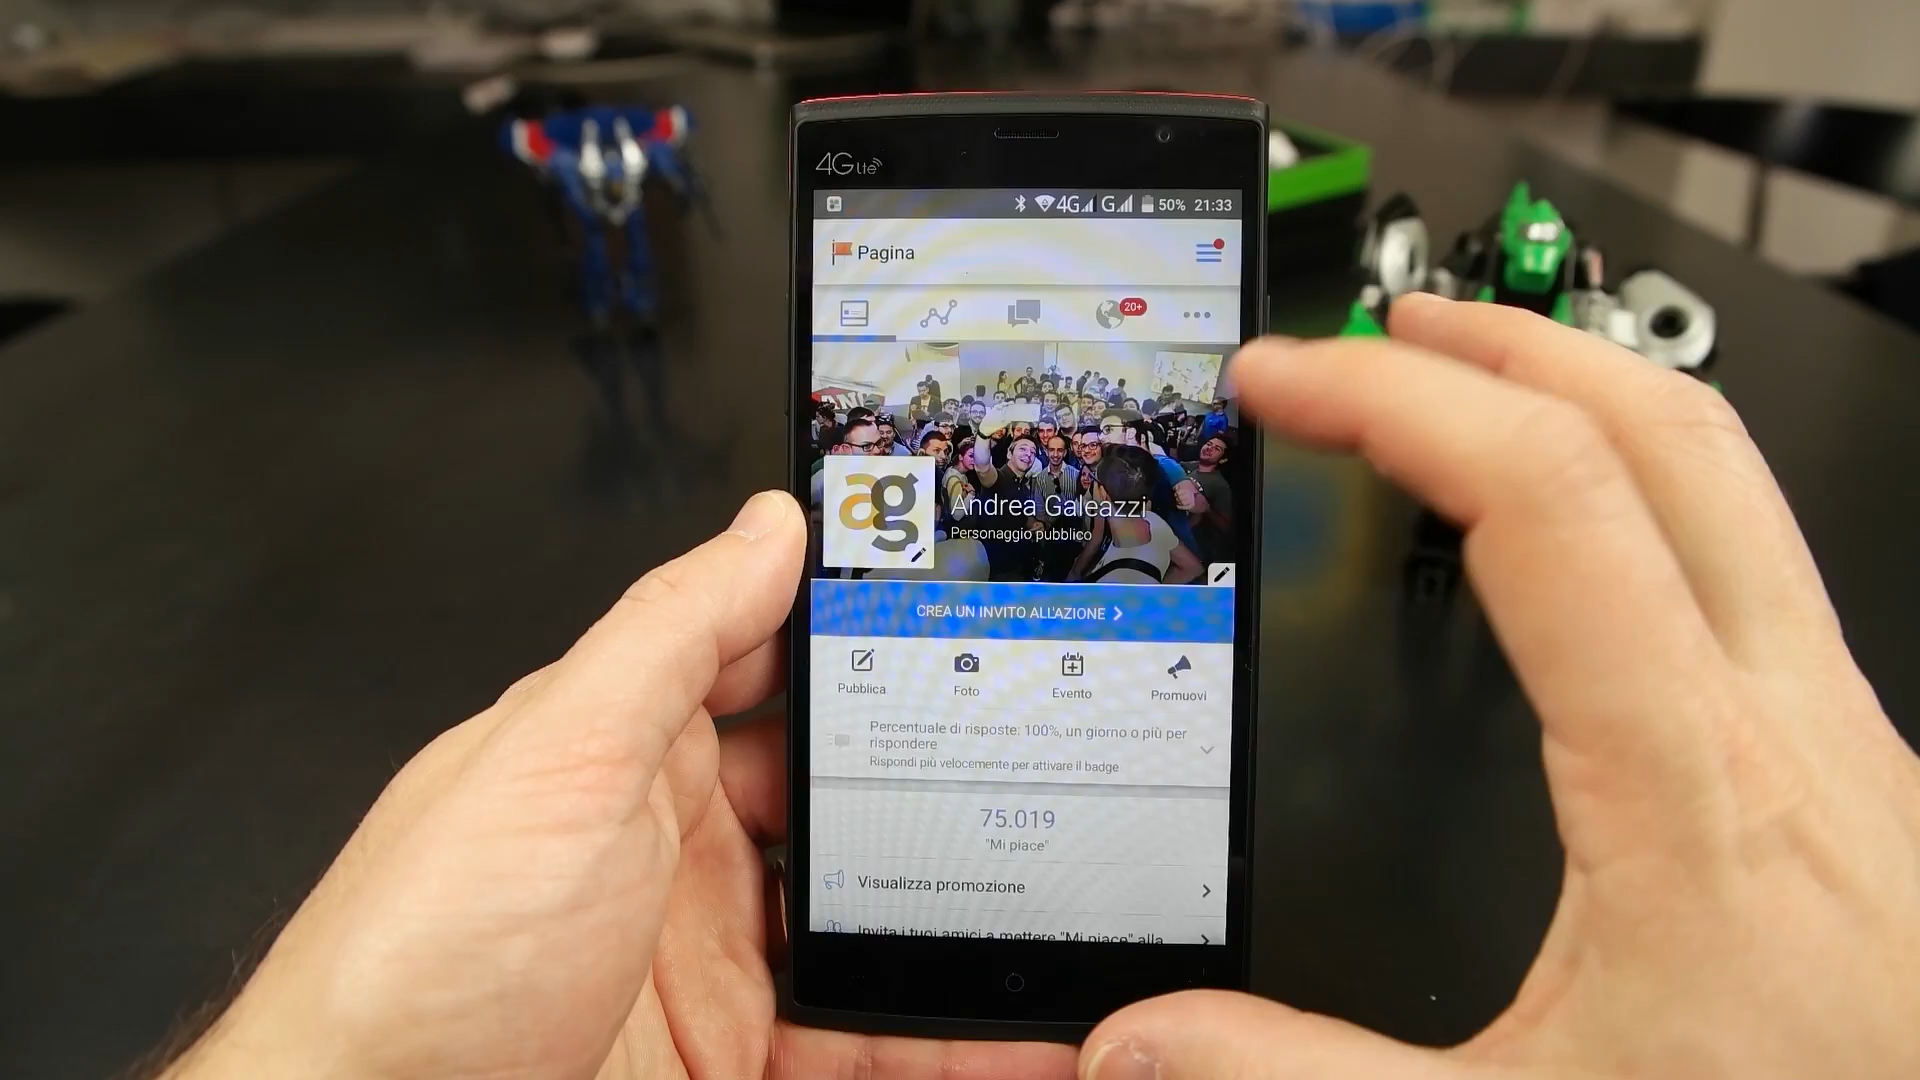 4G LTE
4G G 50% 21:33
Pagina
20+
ag
Andrea Galeazzi
Personaggio pubblico
CREA UN INVITO ALL'AZIONE
Pubblica Foto Evento Promuovi
Percentuale di risposte: 100%, un giorno o più per
rispondere
Rispondi più velocemente per attivare il badge
75.019
"Mi piace"
Visualizza promozione
Invita i tuoi amici a mettere "Mi piace" alla